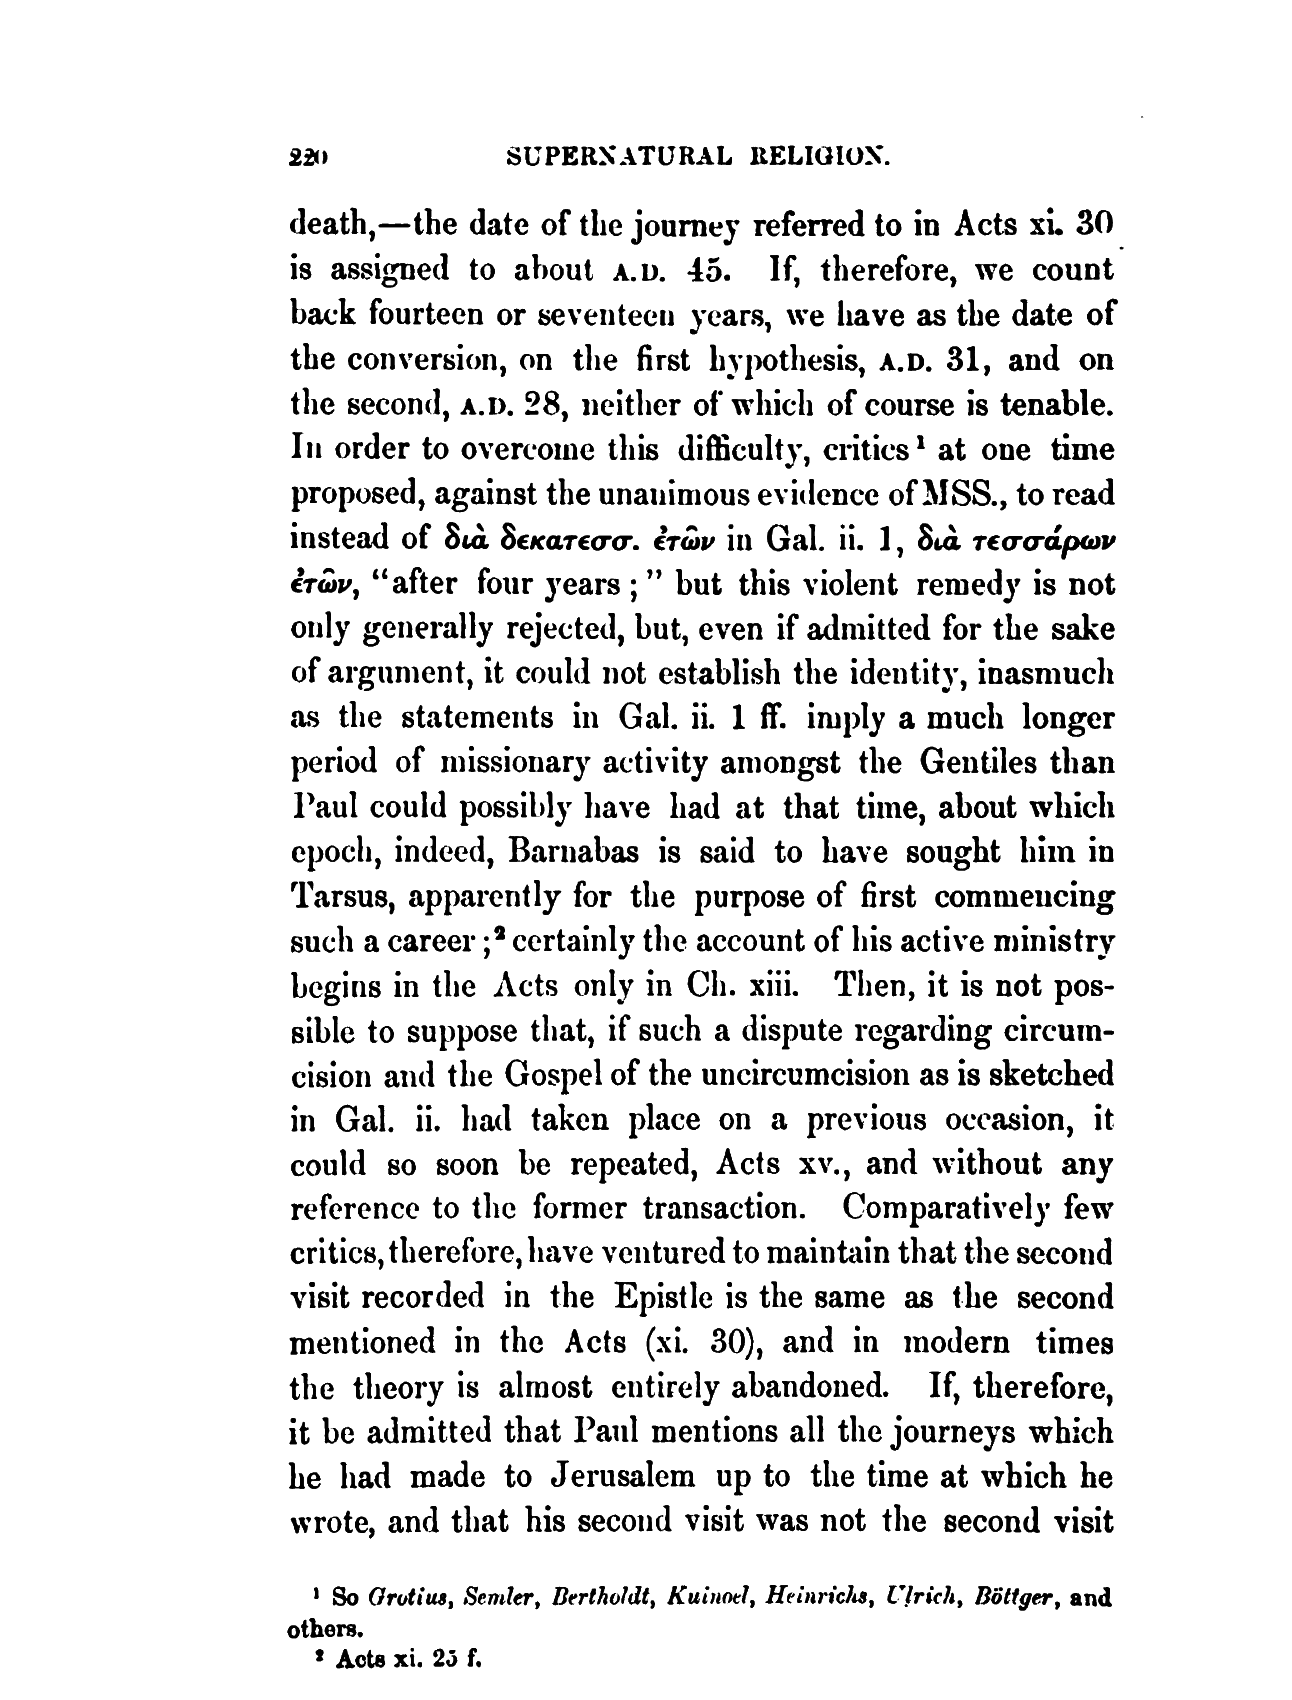 220 SUPERNATURAL RELIGION.
death,—the date of the journey referred to in Acts xi. 30
is assigned to about A.D. 45. If, therefore, we count
back fourteen or seventeen years, we have as the date of
the conversion, on the first hypothesis, A.D. 31, and on
the second, A.D. 28, neither of which of course is tenable.
In order to overcome this difficulty, critics¹ at one time
proposed, against the unanimous evidence of MSS., to read
instead of διὰ δεκατεσσ. ἐτῶν in Gal. ii. 1, διὰ τεσσάρων
ἐτῶν, “after four years ; ” but this violent remedy is not
only generally rejected, but, even if admitted for the sake
of argument, it could not establish the identity, inasmuch
as the statements in Gal. ii. 1 ff. imply a much longer
period of missionary activity amongst the Gentiles than
Paul could possibly have had at that time, about which
epoch, indeed, Barnabas is said to have sought him in
Tarsus, apparently for the purpose of first commencing
such a career ;² certainly the account of his active ministry
begins in the Acts only in Ch. xiii. Then, it is not pos-
sible to suppose that, if such a dispute regarding circum-
cision and the Gospel of the uncircumcision as is sketched
in Gal. ii. had taken place on a previous occasion, it
could so soon be repeated, Acts xv., and without any
reference to the former transaction. Comparatively few
critics, therefore, have ventured to maintain that the second
visit recorded in the Epistle is the same as the second
mentioned in the Acts (xi. 30), and in modern times
the theory is almost entirely abandoned. If, therefore,
it be admitted that Paul mentions all the journeys which
he had made to Jerusalem up to the time at which he
wrote, and that his second visit was not the second visit
¹ So Grotius, Semler, Bertholdt, Kuinoel, Heinrichs, Ulrich, Böttger, and
others.
² Acts xi. 25 f.